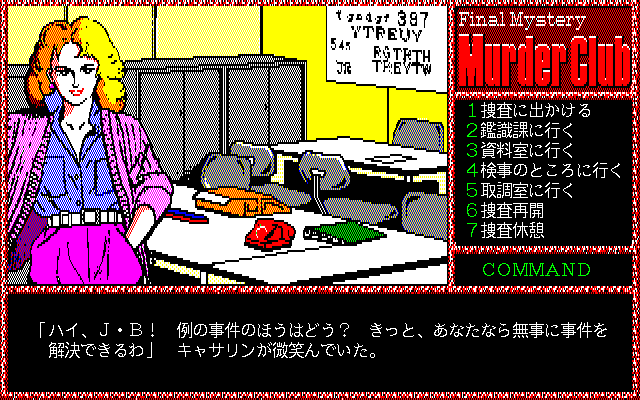 Final Mystery
Murder Club
387
YTREUY
RGTRTH
TREYTW
1 捜査に出かける
2 鑑識課に行く
3 資料室に行く
4 検事のところに行く
5 取調室に行く
6 捜査再開
7 捜査休憩
COMMAND
「ハイ、J・B!　例の事件のほうはどう?　きっと、あなたなら無事に事件を
解決できるわ」　キャサリンが微笑んでいた。